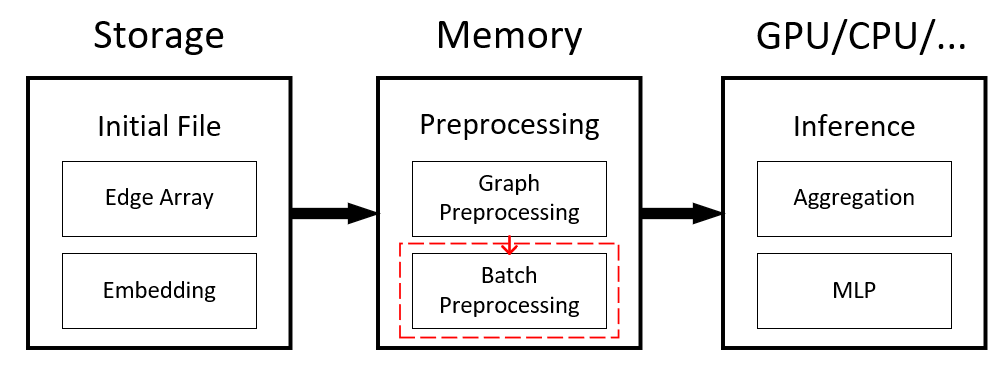 Storage
Memory
GPU/CPU/...
Initial File
Edge Array
Embedding
Preprocessing
Graph
Preprocessing
Batch
Preprocessing
Inference
Aggregation
MLP